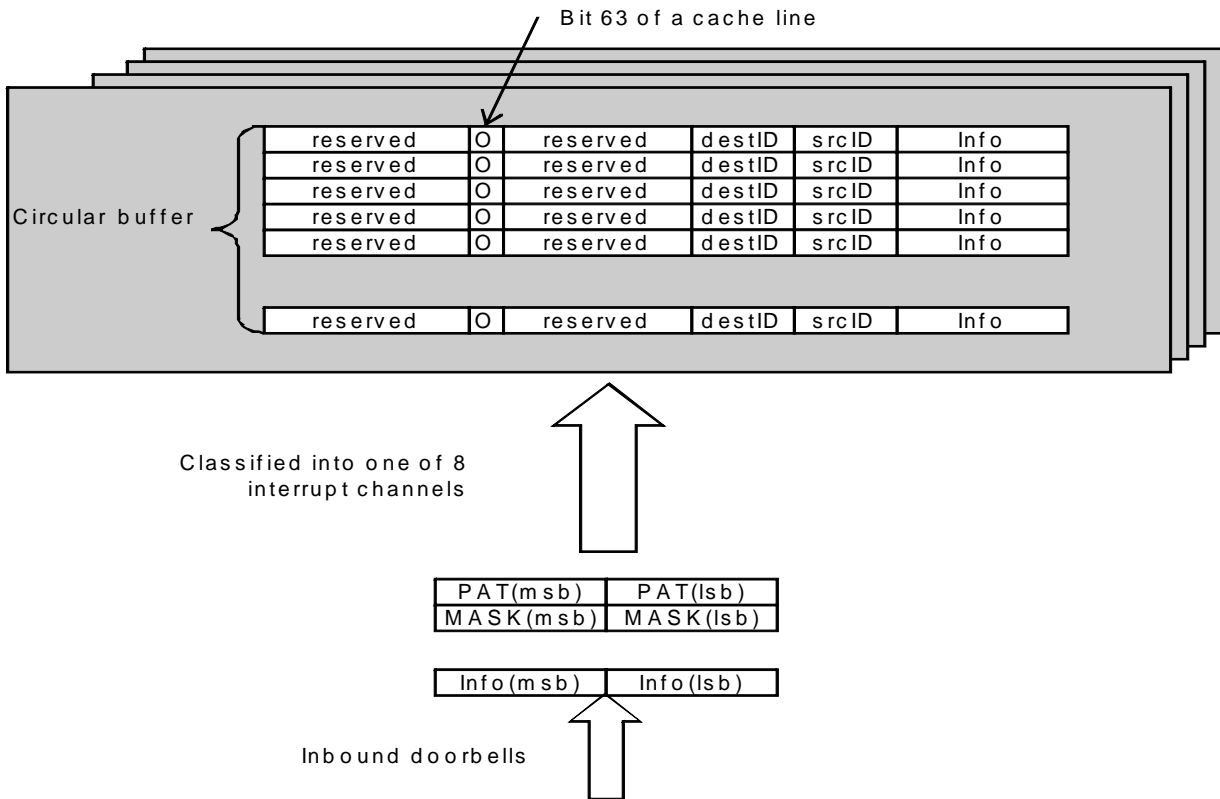 Bit 63 of a cache line
reserved O reserved destID srcID Info
reserved O reserved destID srcID Info
reserved O reserved destID srcID Info
reserved O reserved destID srcID Info
reserved O reserved destID srcID Info
Circular buffer
reserved O reserved destID srcID Info
Classified into one of 8
interrupt channels
PAT(msb) PAT(lsb)
MASK(msb) MASK(lsb)
Info(msb) Info(lsb)
Inbound doorbells